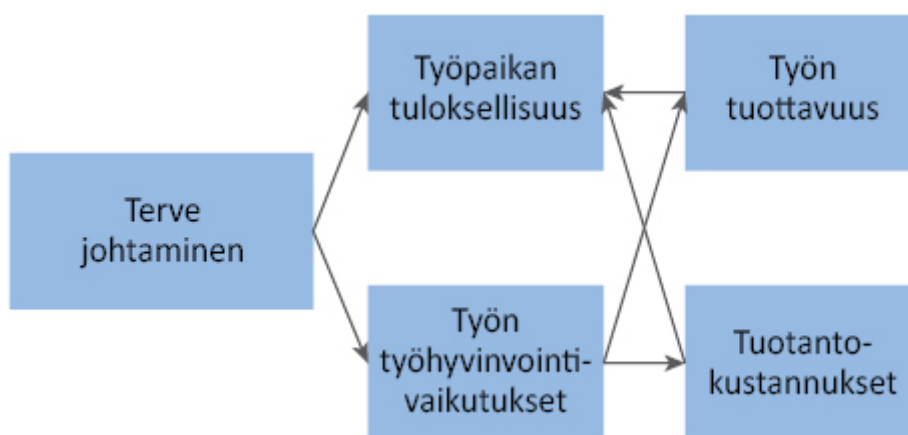 Terve
johtaminen
Työpaikan
tuloksellisuus
Työn
tuottavuus
Työn
työhyvinvointi-
vaikutukset
Tuotanto-
kustannukset